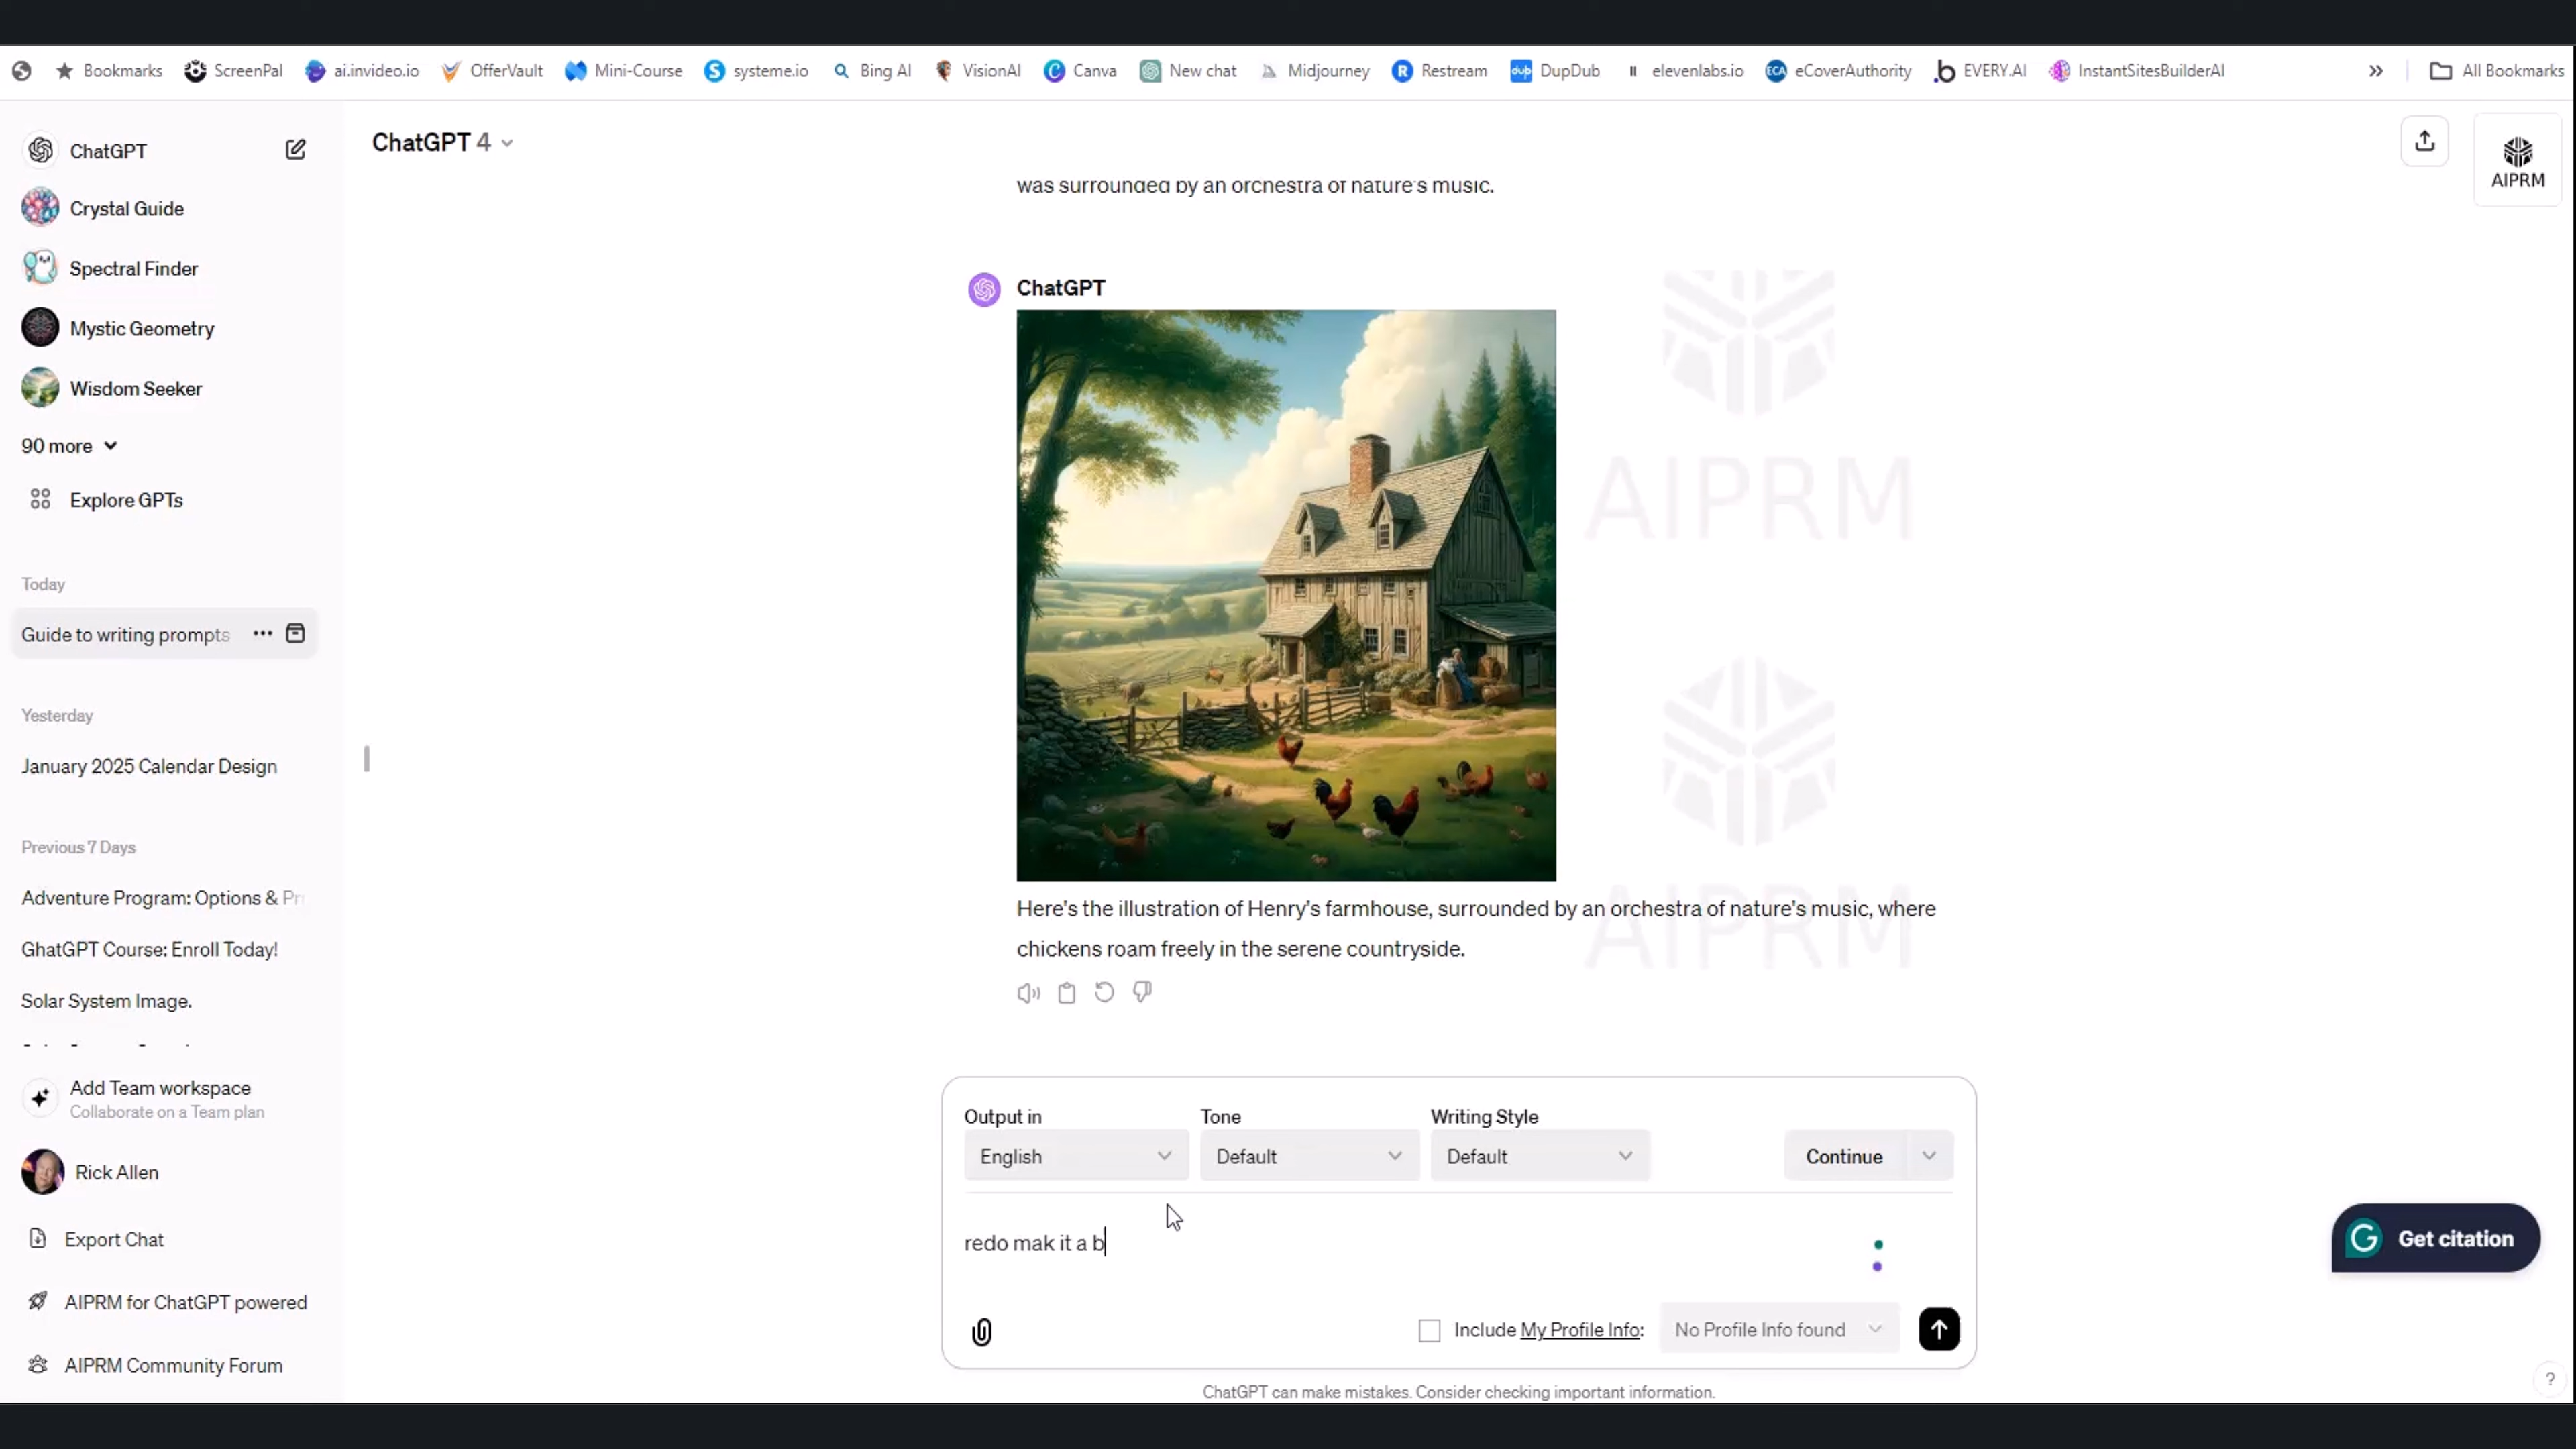 Bookmarks ScreenPal ai.invideo.io OfferVault Mini-Course systeme.io Bing AI VisionAI Canva New chat Midjourney Restream DupDub elevenlabs.io eCoverAuthority EVERY.AI InstantSitesBuilderAI » All Bookmarks
ChatGPT
Crystal Guide
Spectral Finder
Mystic Geometry
Wisdom Seeker
90 more
Explore GPTs
Today
Guide to writing prompts
Yesterday
January 2025 Calendar Design
Previous 7 Days
Adventure Program: Options & Pr
GhatGPT Course: Enroll Today!
Solar System Image.
Add Team workspace
Collaborate on a Team plan
Rick Allen
Export Chat
AIPRM for ChatGPT powered
AIPRM Community Forum
ChatGPT 4
AIPRM
was surrounded by an orchestra of nature's music.
ChatGPT
AIPRM
AIPRM
Here's the illustration of Henry's farmhouse, surrounded by an orchestra of nature's music, where
chickens roam freely in the serene countryside.
Output in Tone Writing Style
English Default Default Continue
redo mak it a b
Get citation
Include My Profile Info: No Profile Info found
ChatGPT can make mistakes. Consider checking important information.
?